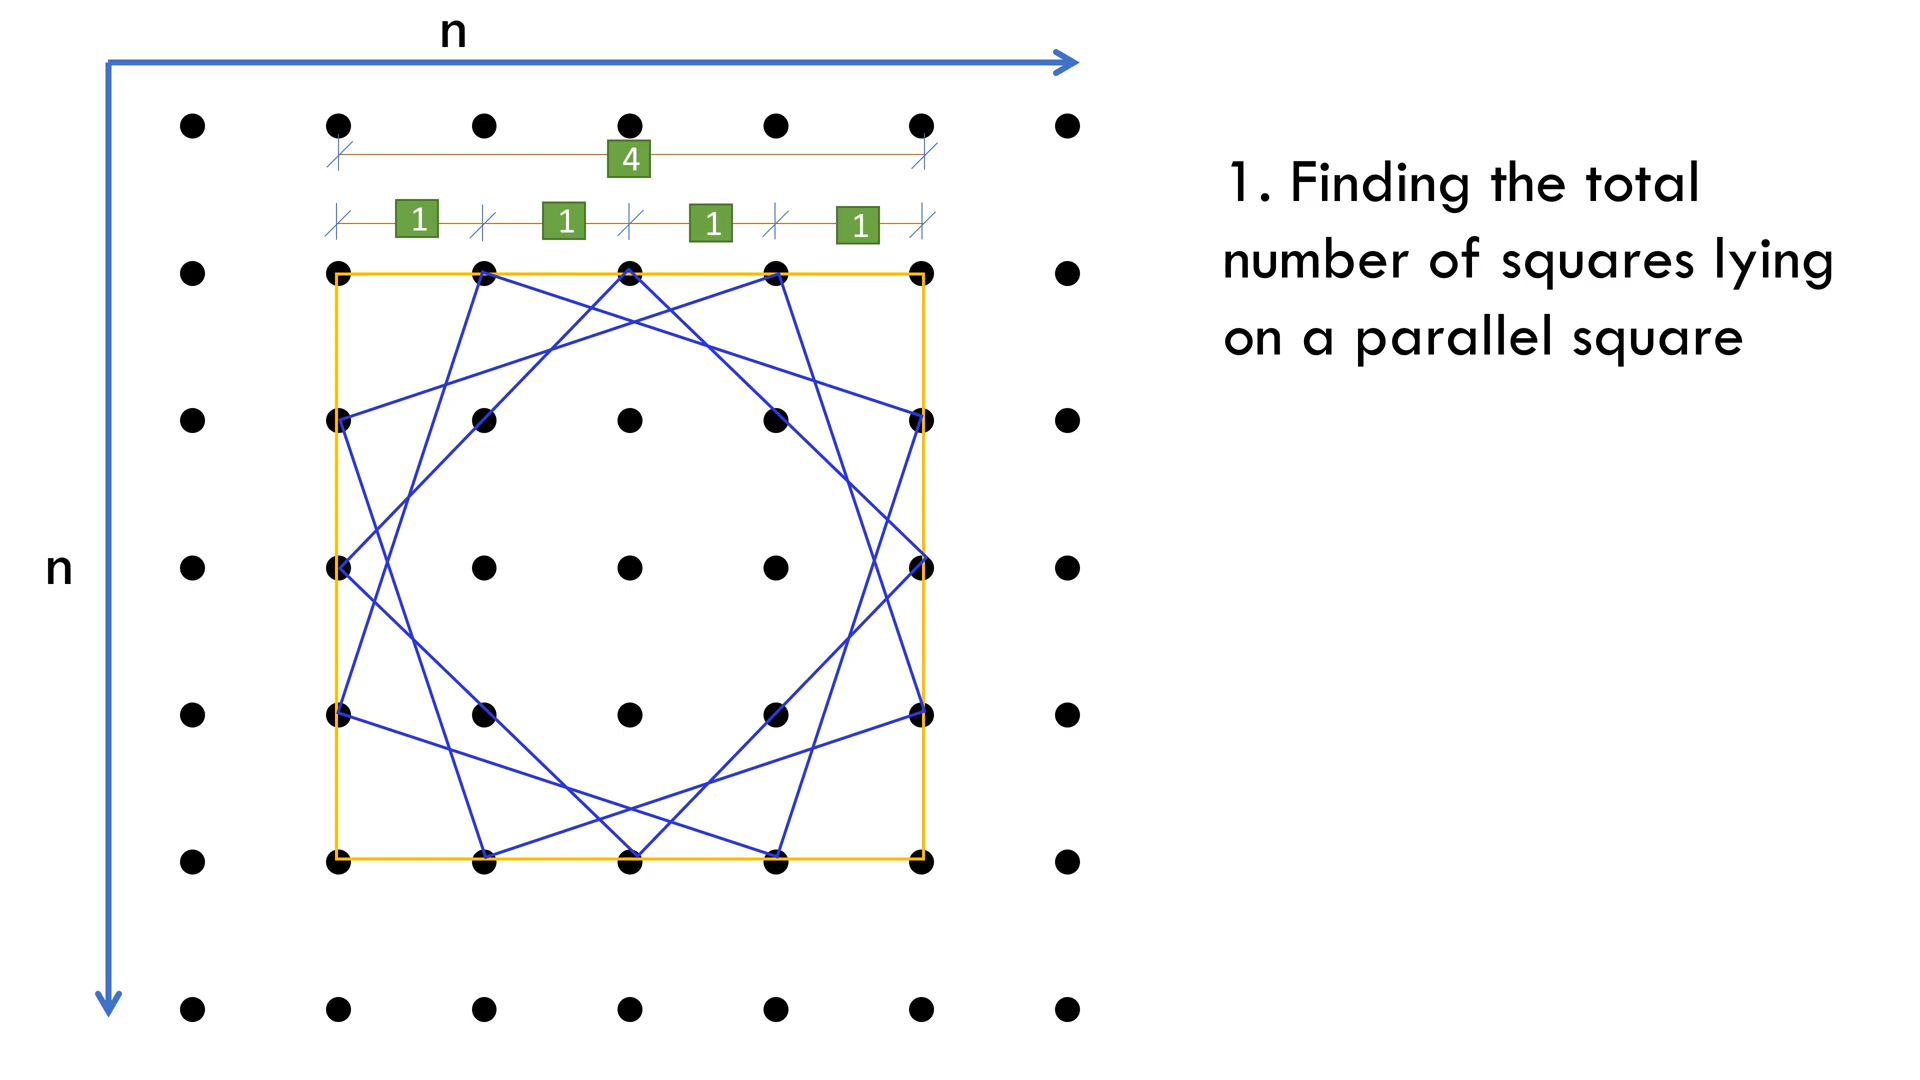 n
4
1 1 1 1
n
1. Finding the total
number of squares lying
on a parallel square